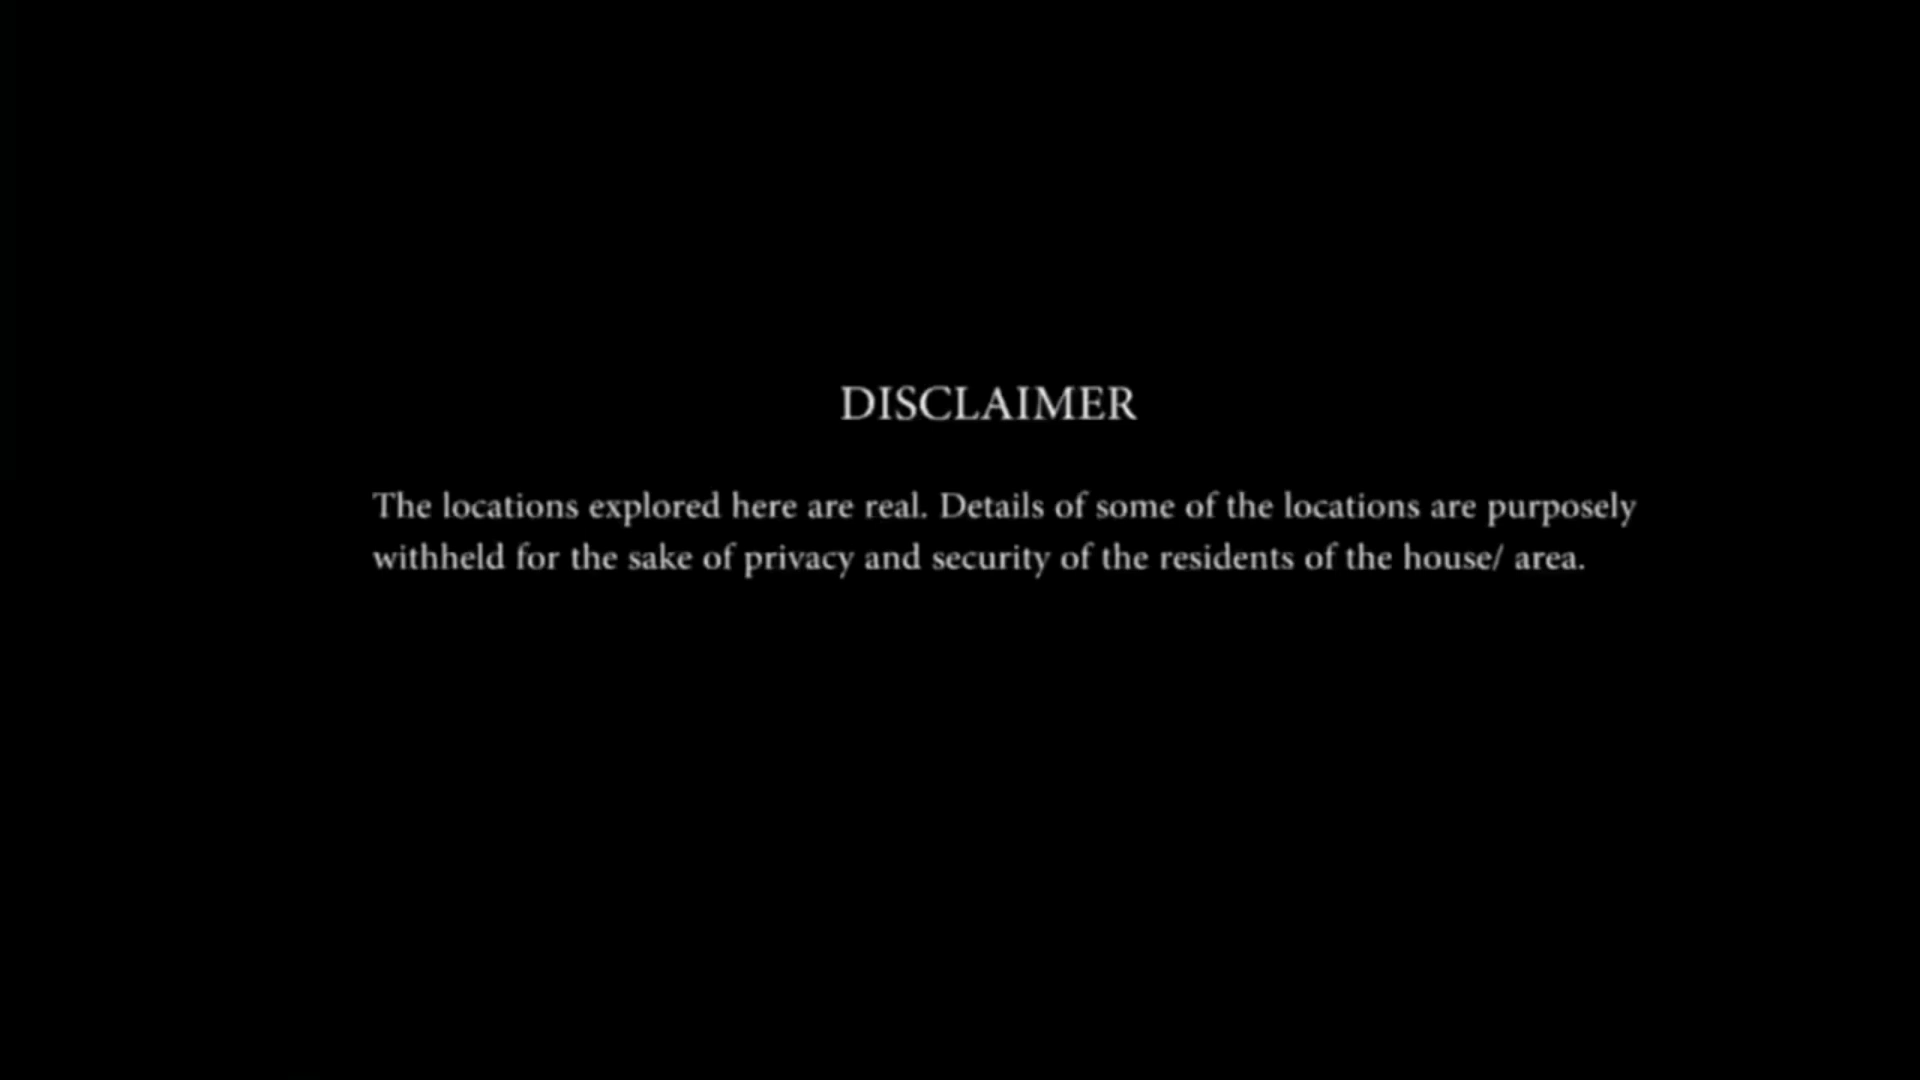 DISCLAIMER
The locations explored here are real. Details of some of the locations are purposely
withheld for the sake of privacy and security of the residents of the house/ area.